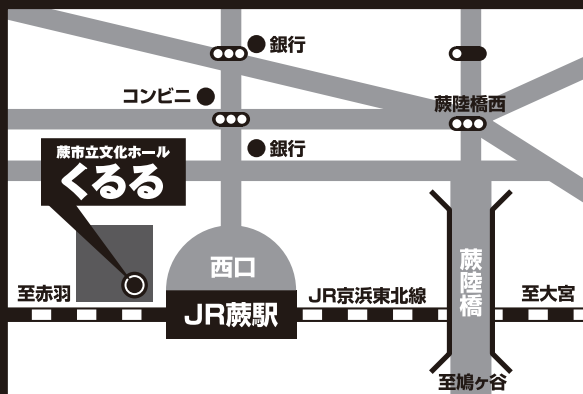 銀行
コンビニ
蕨陸橋西
銀行
蕨市立文化ホール
くるる
西口
蕨陸橋
至赤羽
JR京浜東北線
至大宮
JR蕨駅
至鳩ヶ谷